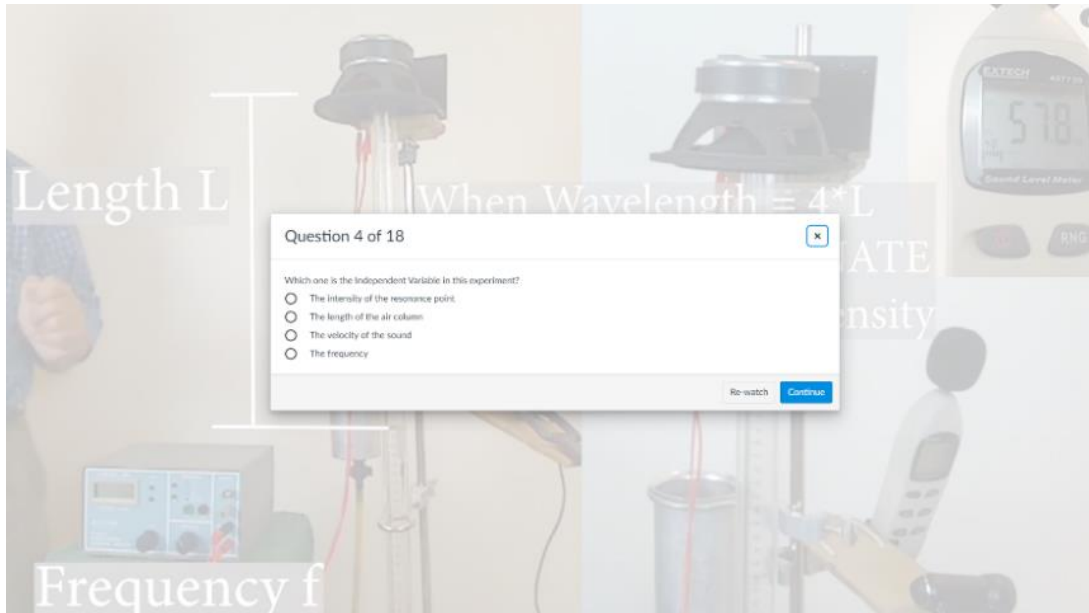 Length L
When Wavelength = 4*L
NATE
ensity
EXTECH
578
Sound Level Meter
RNG
Question 4 of 18
×
Which one is the Independent Variable in this experiment?
The intensity of the resonance point
The length of the air column
The velocity of the sound
The frequency
Re-watch
Continue
Frequency f